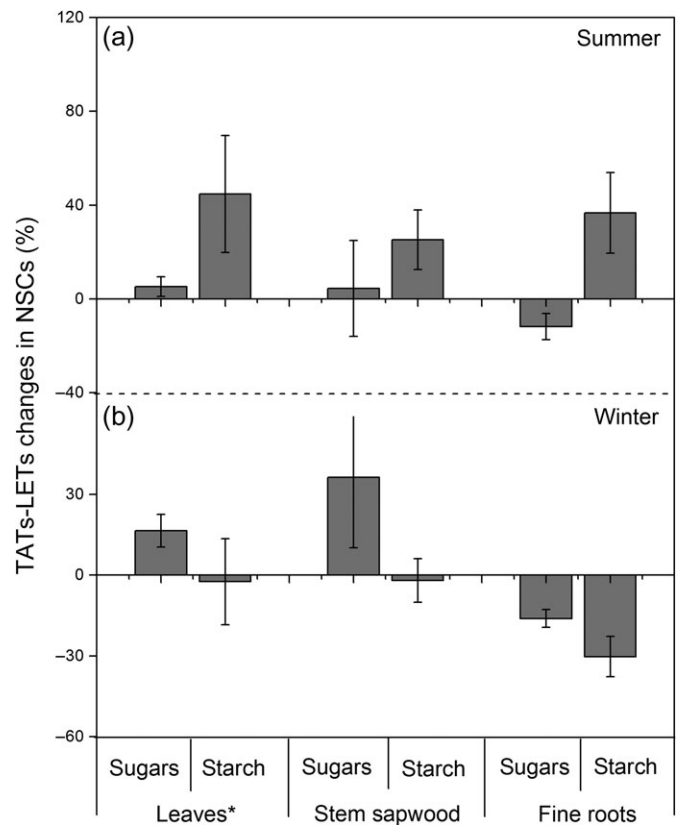 TATs-LETs changes in NSCs (%)
(a)
Summer
120
80
40
0
–40
(b)
Winter
30
0
–30
–60
Sugars Starch Sugars Starch Sugars Starch
Leaves* Stem sapwood Fine roots